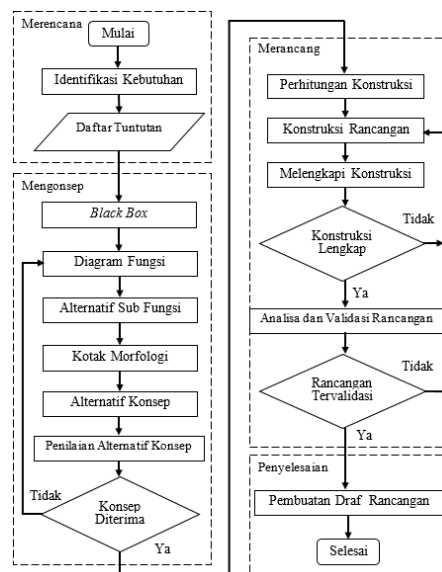 Merencana
Mulai
Identifikasi Kebutuhan
Daftar Tuntutan
Mengonsep
Black Box
Diagram Fungsi
Alternatif Sub Fungsi
Kotak Morfologi
Alternatif Konsep
Penilaian Alternatif Konsep
Tidak
Konsep
Diterima
Ya
Merancang
Perhitungan Konstruksi
Konstruksi Rancangan
Melengkapi Konstruksi
Tidak
Konstruksi
Lengkap
Ya
Analisa dan Validasi Rancangan
Tidak
Rancangan
Tervalidasi
Ya
Penyelesaian
Pembuatan Draf Rancangan
Selesai